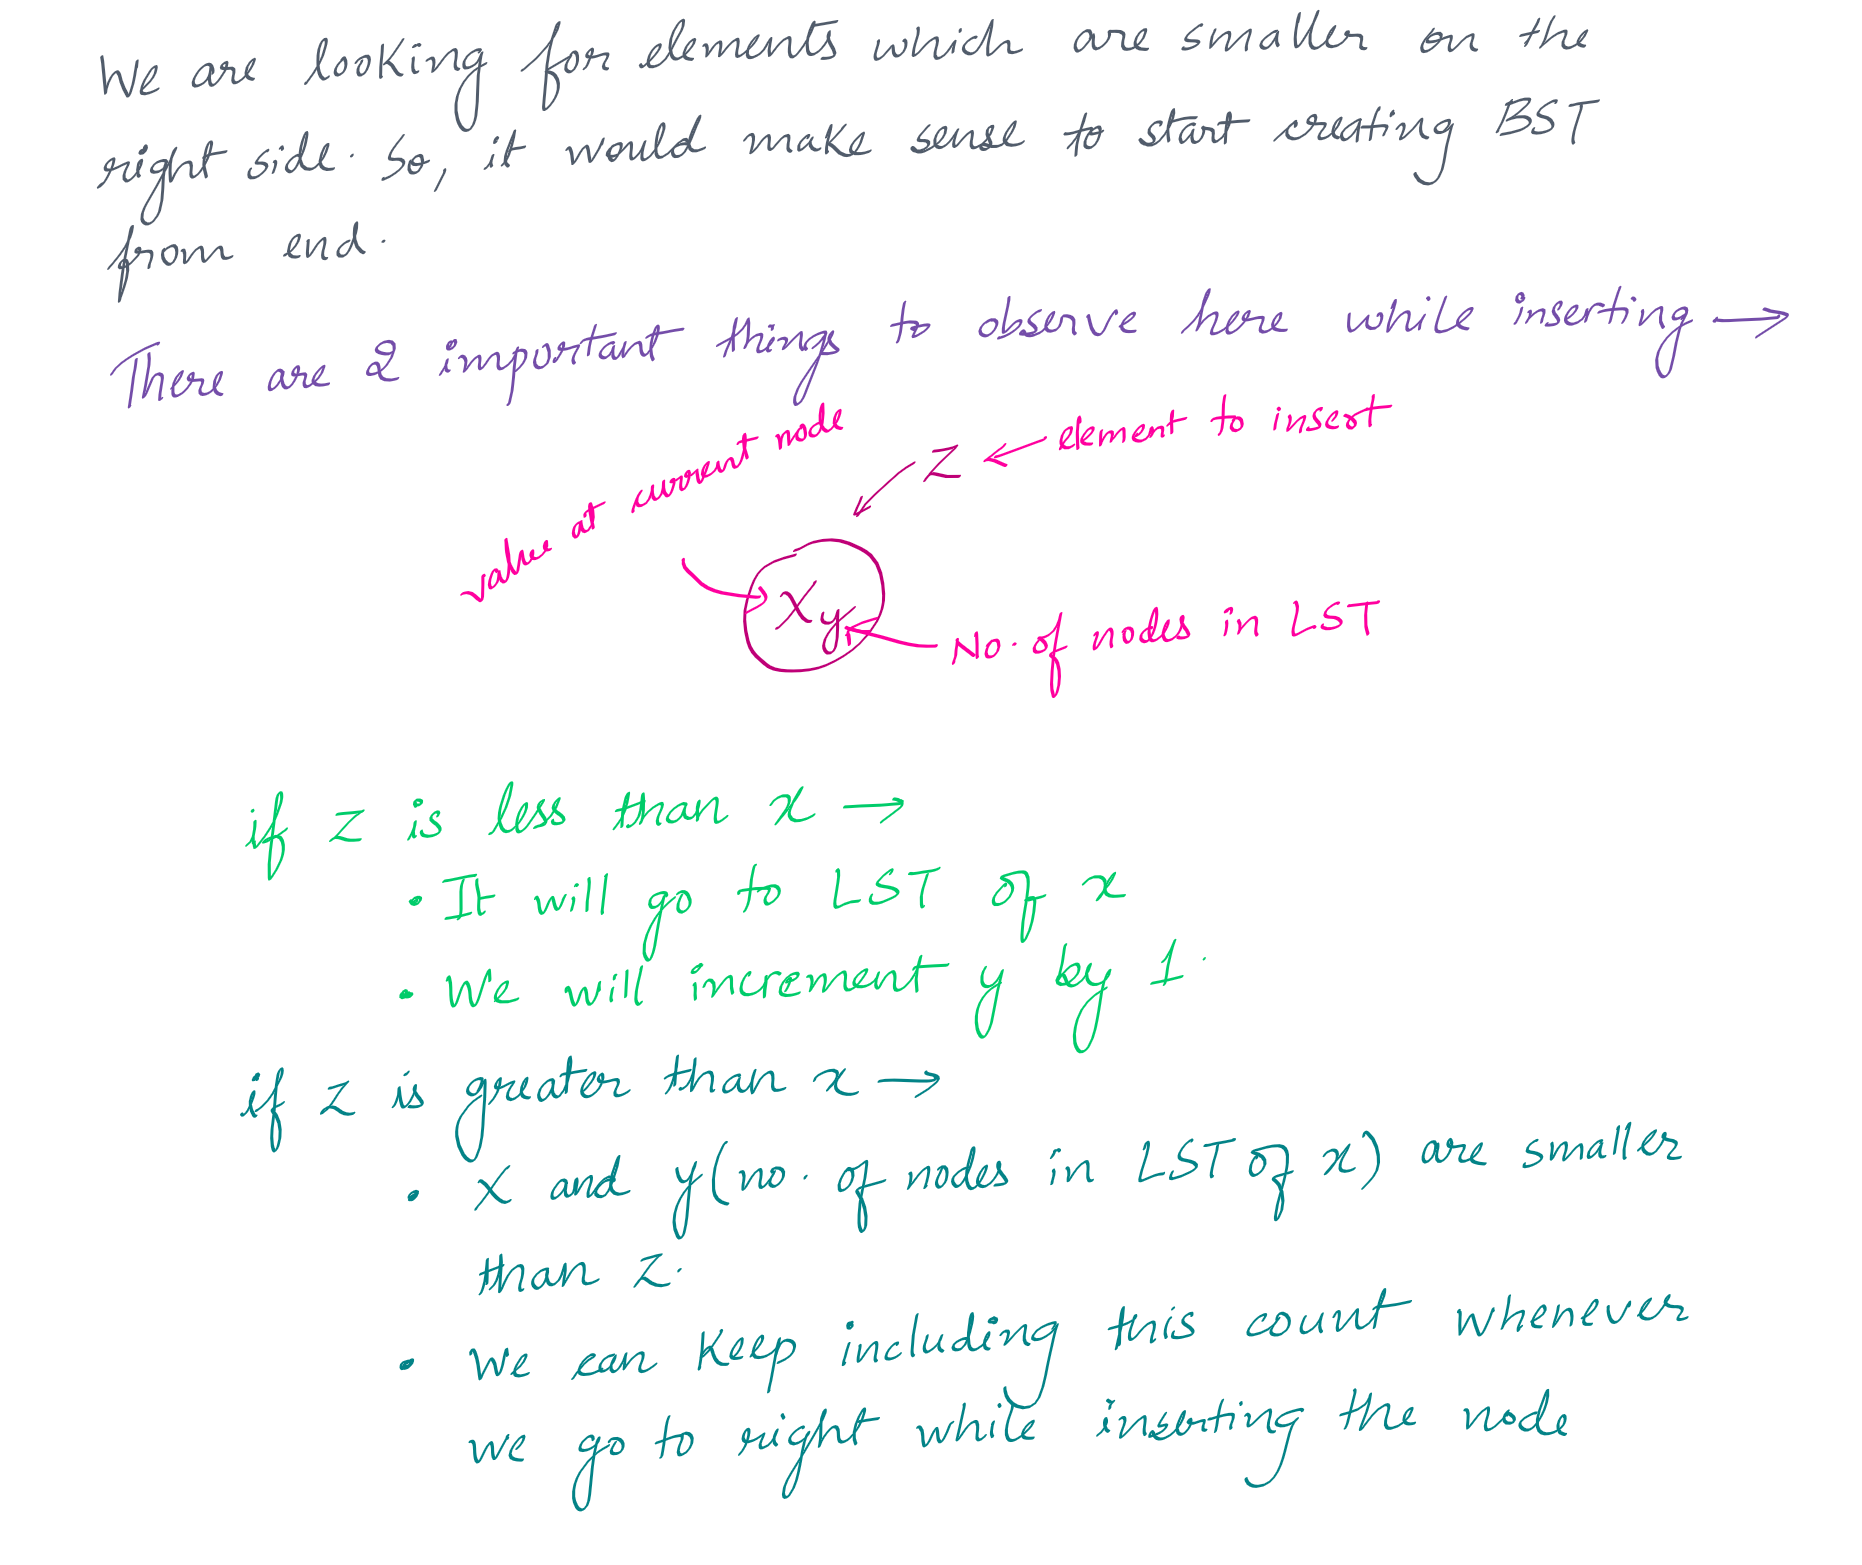 We are looking for elements which are smaller on the
right side. So, it would make sense to start creating BST
from end.
There are 2 important things to observe here while inserting →
value at current node
z ← element to insert
x y
No. of nodes in LST
if z is less than x →
• It will go to LST of x
• We will increment y by 1.
if z is greater than x →
• x and y (no. of nodes in LST of x) are smaller
than z.
• We can keep including this count whenever
we go to right while inserting the node